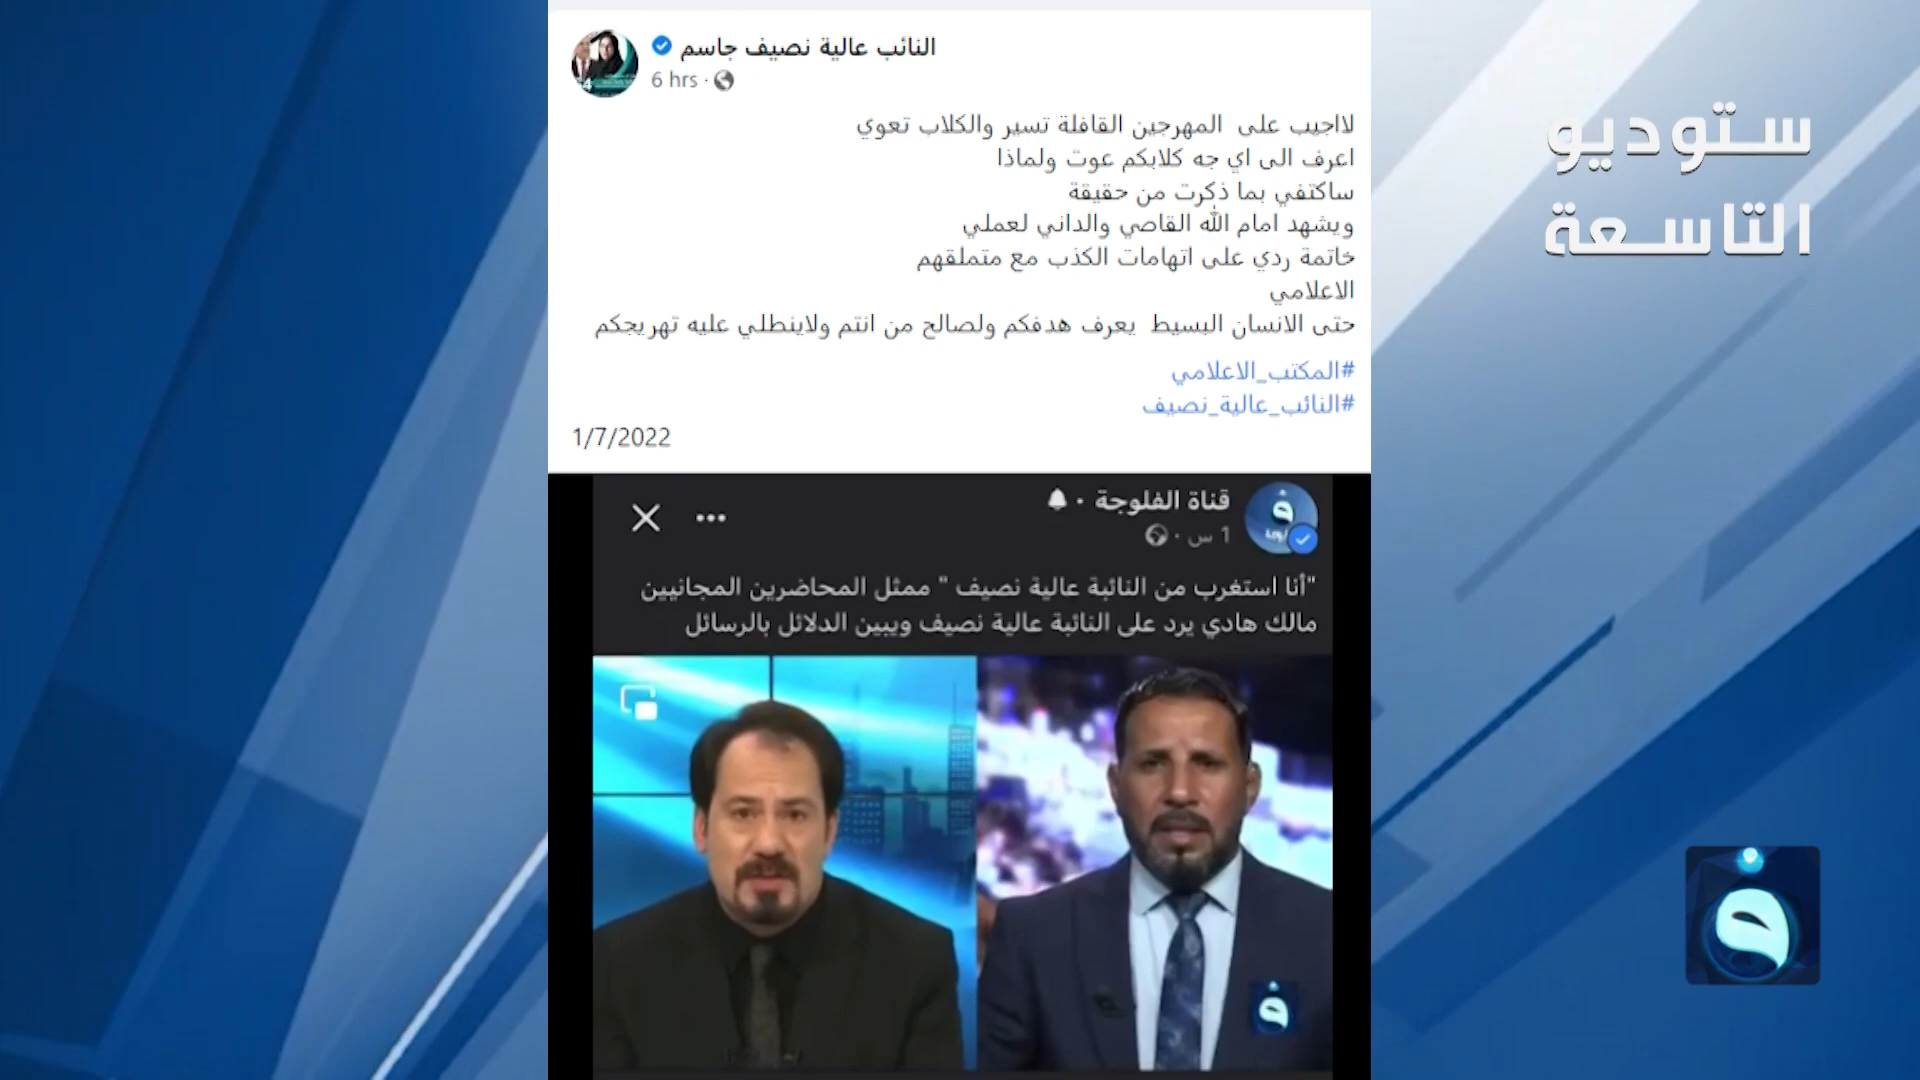 النائب عالية نصيف جاسم
6 hrs ·
لااجيب على المهرجين القافلة تسير والكلاب تعوي
اعرف الى اي جه كلابكم عوت ولماذا
ساكتفي بما ذكرت من حقيقة
ويشهد امام الله القاصي والداني لعملي
خاتمة ردي على اتهامات الكذب مع متملقهم
الاعلامي
حتى الانسان البسيط يعرف هدفكم ولصالح من انتم ولاينطلي عليه تهريجكم
#المكتب_الاعلامي
#النائب_عالية_نصيف
1/7/2022
ستوديو
التاسعة
قناة الفلوجة ·
1 س ·
"أنا استغرب من النائبة عالية نصيف " ممثل المحاضرين المجانيين
مالك هادي يرد على النائبة عالية نصيف ويبين الدلائل بالرسائل